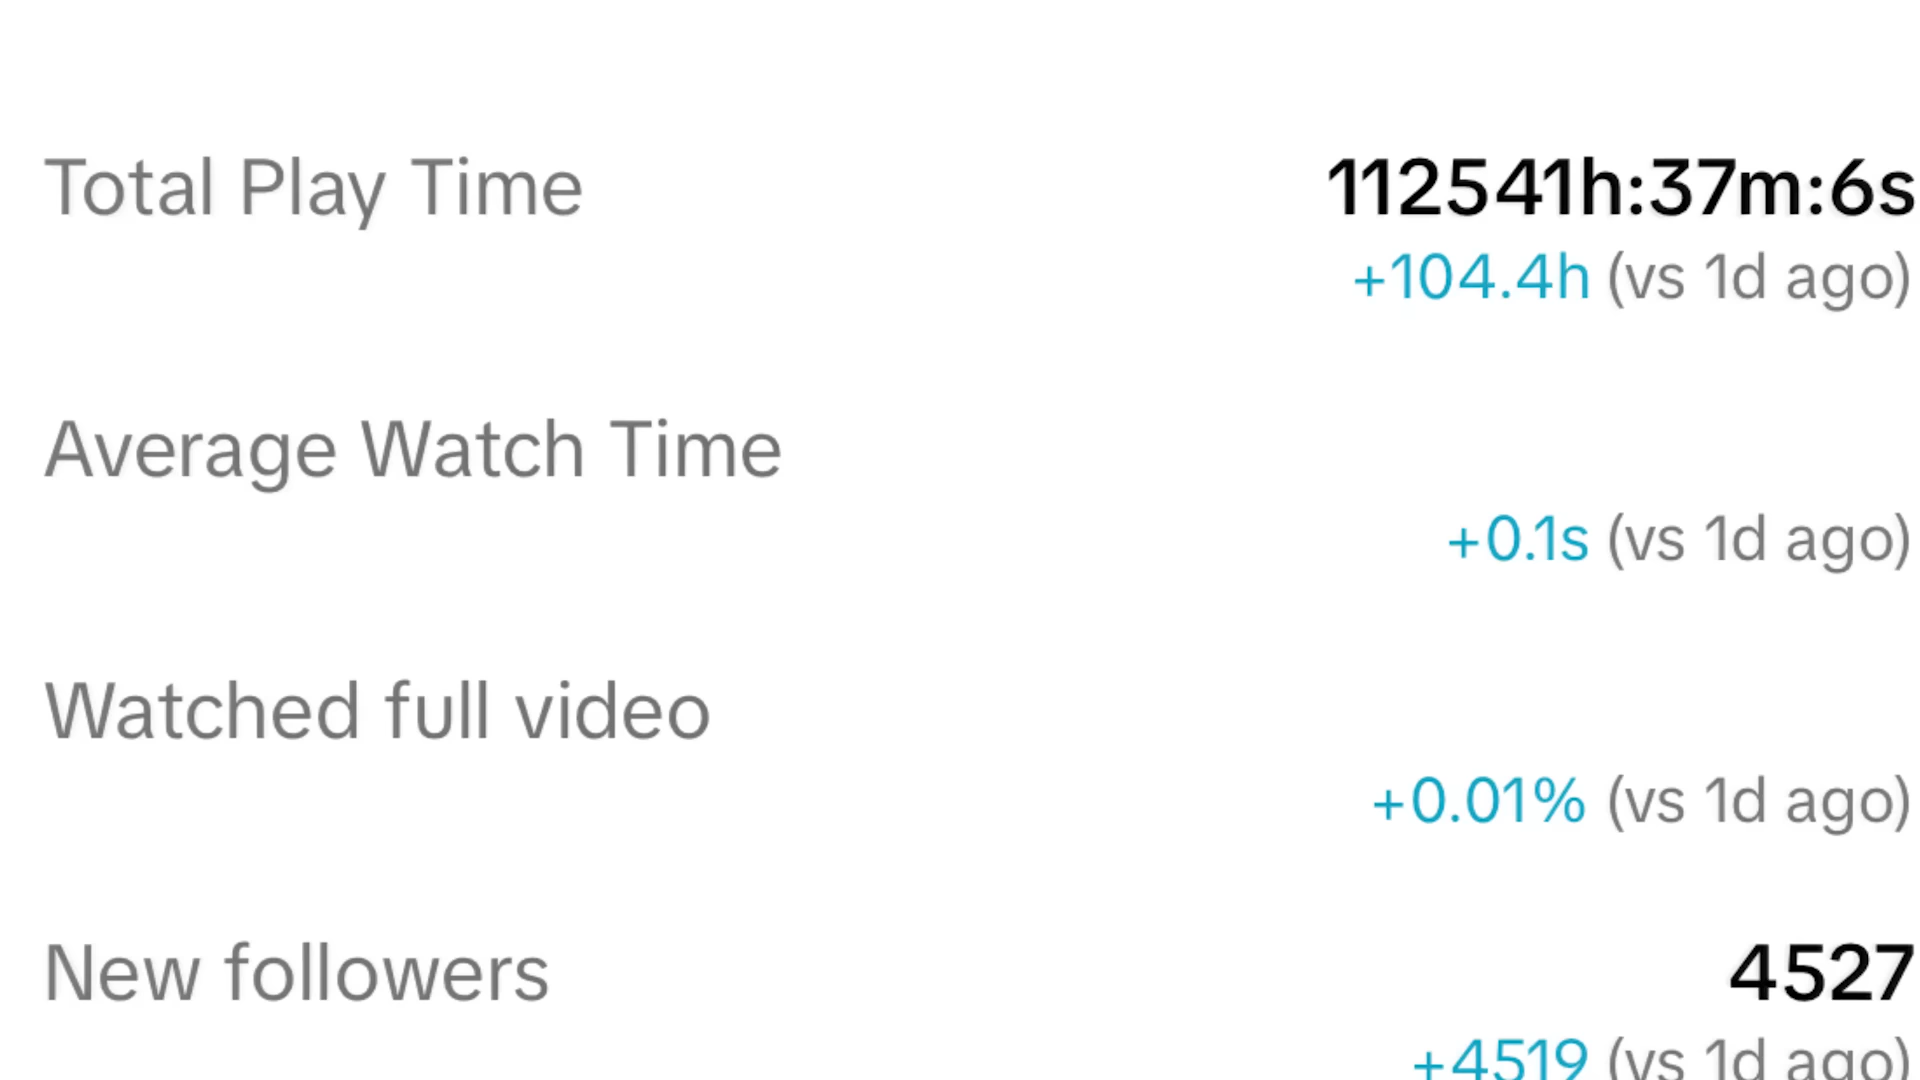 Total Play Time 112541h:37m:6s
+104.4h (vs 1d ago)
Average Watch Time
+0.1s (vs 1d ago)
Watched full video
+0.01% (vs 1d ago)
New followers 4527
+4519 (vs 1d ago)